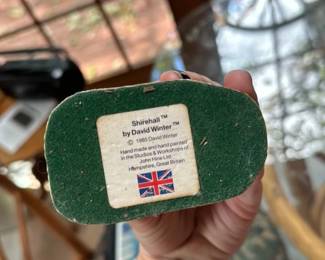 Shirehall™
by David Winter™
© 1985 David Winter
Hand made and hand painted
in the Studios & Workshops of
John Hine Ltd.
Hampshire, Great Britain